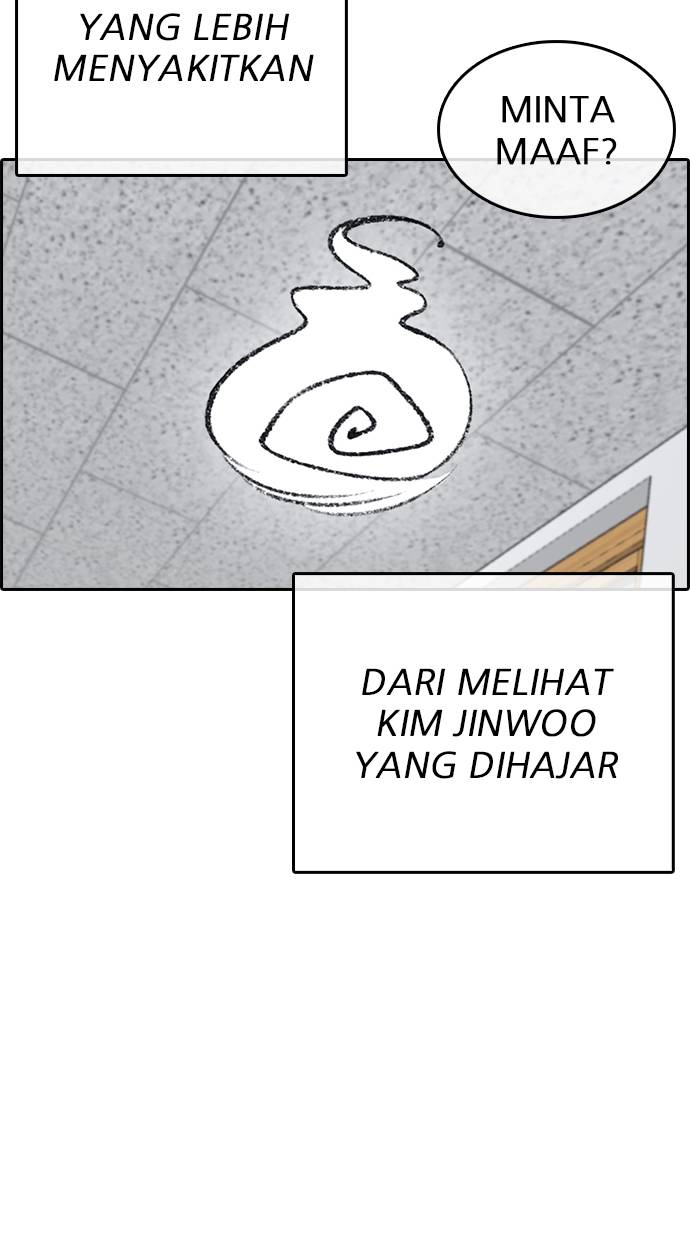 YANG LEBIH
MENYAKITKAN
MINTA
MAAF?
DARI MELIHAT
KIM JINWOO
YANG DIHAJAR